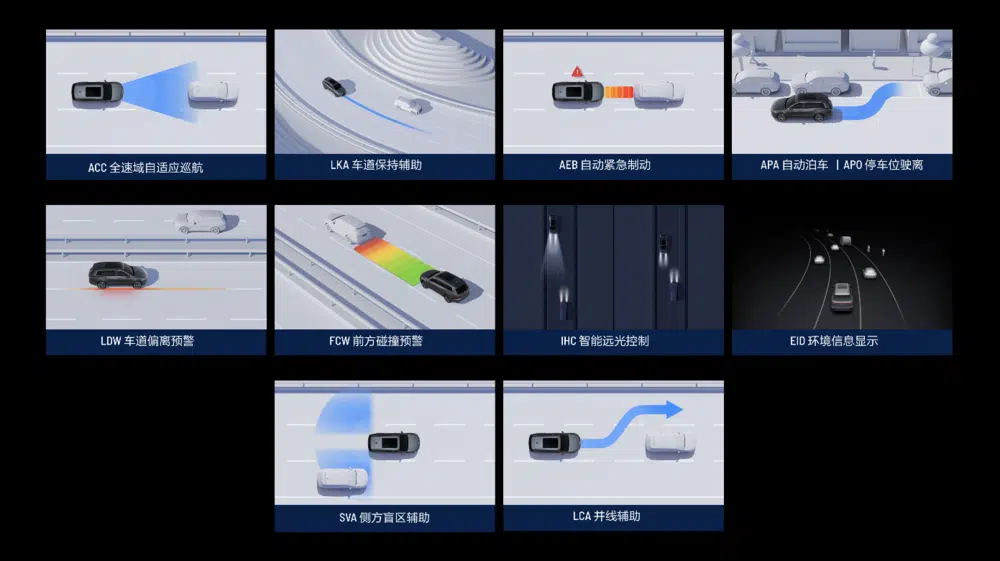 ACC 全速域自适应巡航
LKA 车道保持辅助
AEB 自动紧急制动
APA 自动泊车 | APO 停车位驶离
LDW 车道偏离预警
FCW 前方碰撞预警
IHC 智能远光控制
EID 环境信息显示
SVA 侧方盲区辅助
LCA 并线辅助